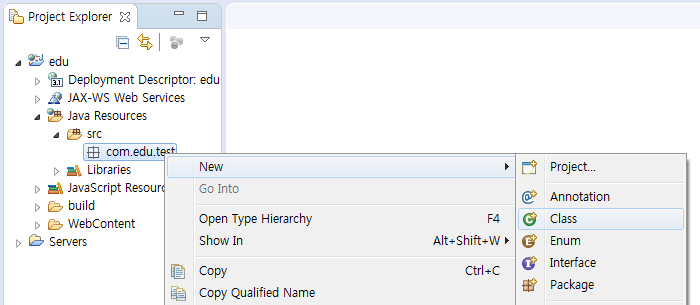 Project Explorer
edu
Deployment Descriptor: edu
3.1
JAX-WS Web Services
Java Resources
src
com.edu.test
Libraries
JavaScript Resour
build
WebContent
Servers
New
Go Into
Open Type Hierarchy F4
Show In Alt+Shift+W
Copy Ctrl+C
Copy Qualified Name
Project...
Annotation
Class
Enum
Interface
Package